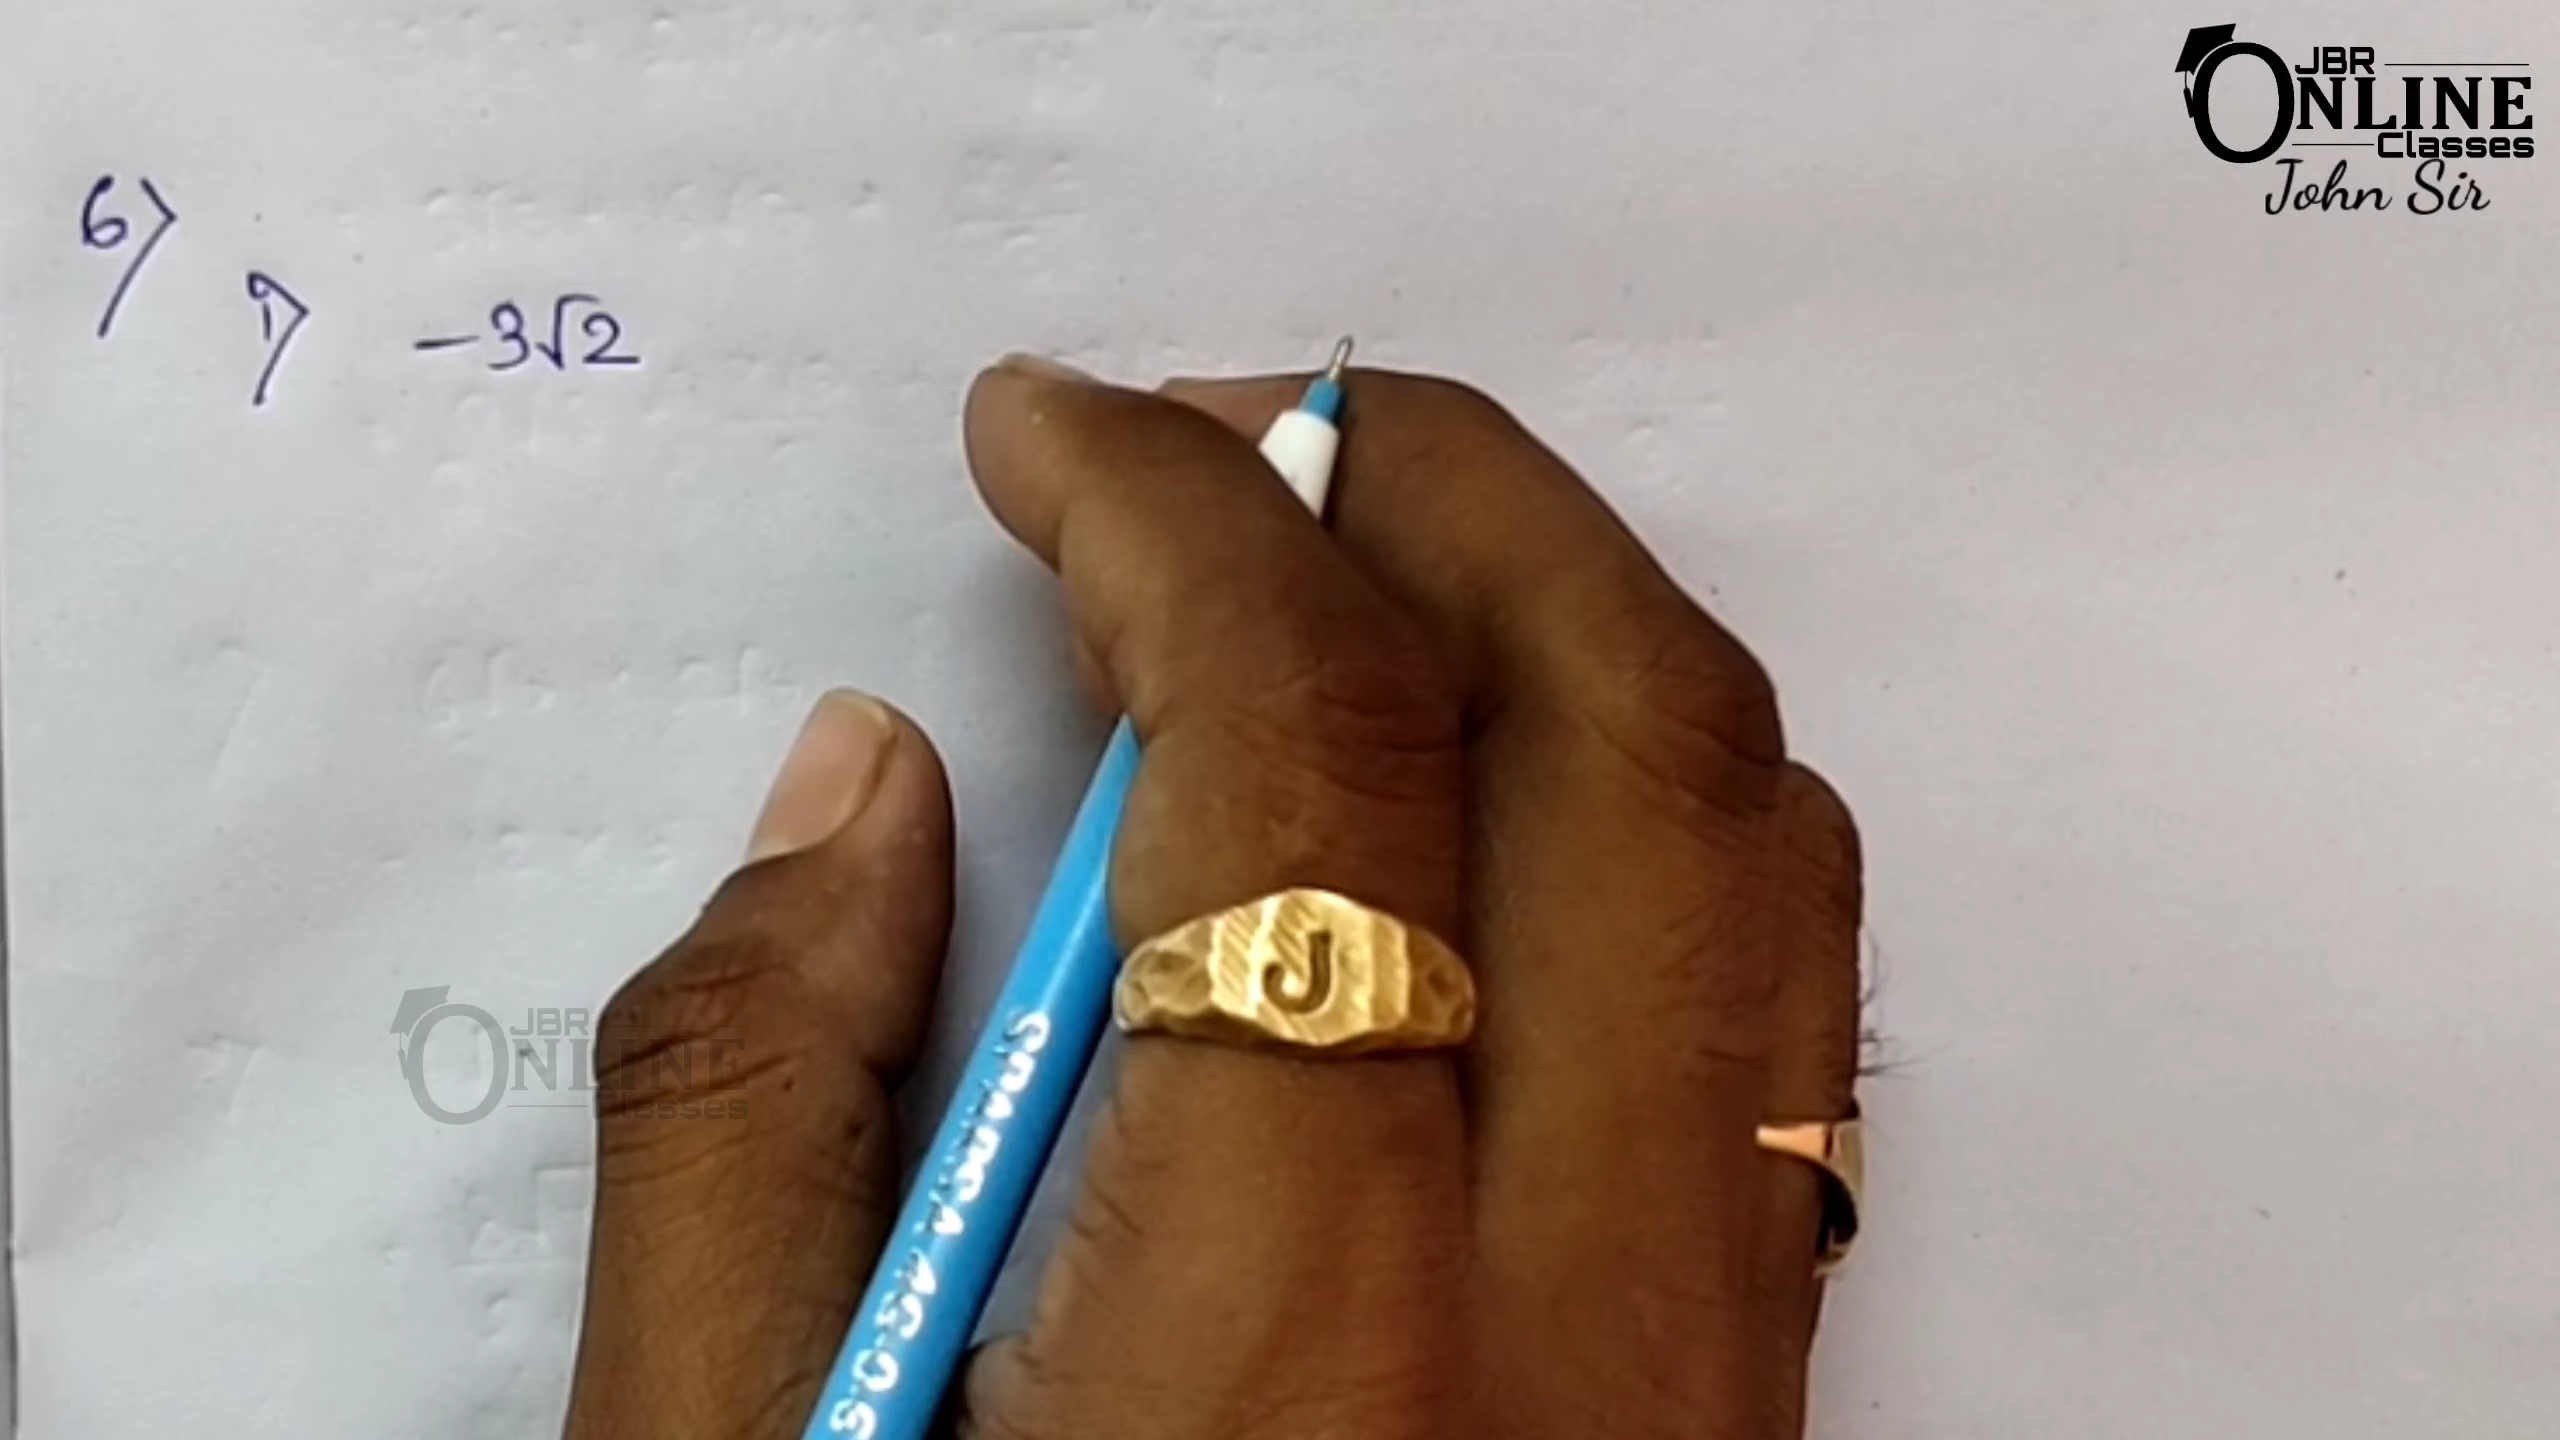 JBR
ONLINE
Classes
John Sir
6)
i) -3√2
J
JBR
ONLINE
Classes